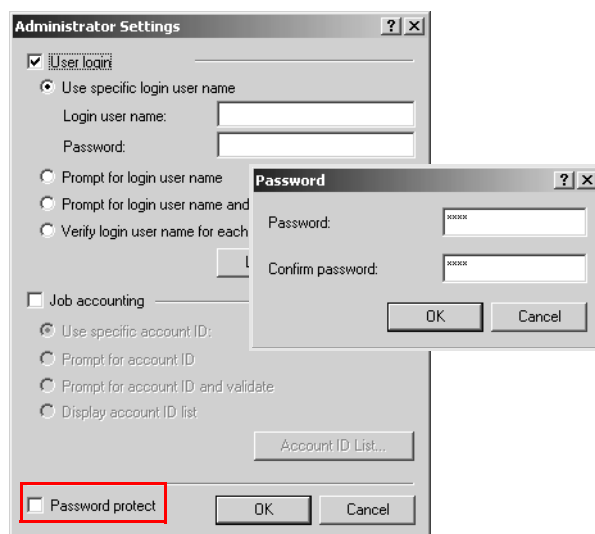 Administrator Settings
User login
Use specific login user name
Login user name:
Password:
Prompt for login user name
Prompt for login user name and
Verify login user name for each
Job accounting
Use specific account ID:
Prompt for account ID
Prompt for account ID and validate
Display account ID list
Account ID List...
Password protect
OK
Cancel
Password
Password:
xxxx
Confirm password:
xxxx
OK
Cancel